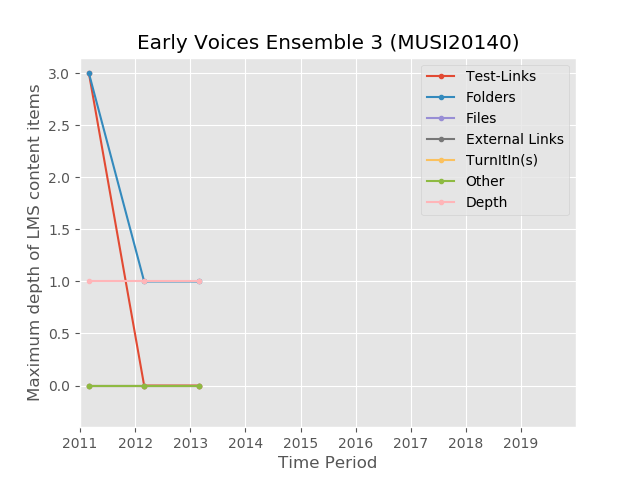 Early Voices Ensemble 3 (MUSI20140)
Maximum depth of LMS content items
3.0
2.5
2.0
1.5
1.0
0.5
0.0
Test-Links
Folders
Files
External Links
TurnItIn(s)
Other
Depth
2011 2012 2013 2014 2015 2016 2017 2018 2019
Time Period